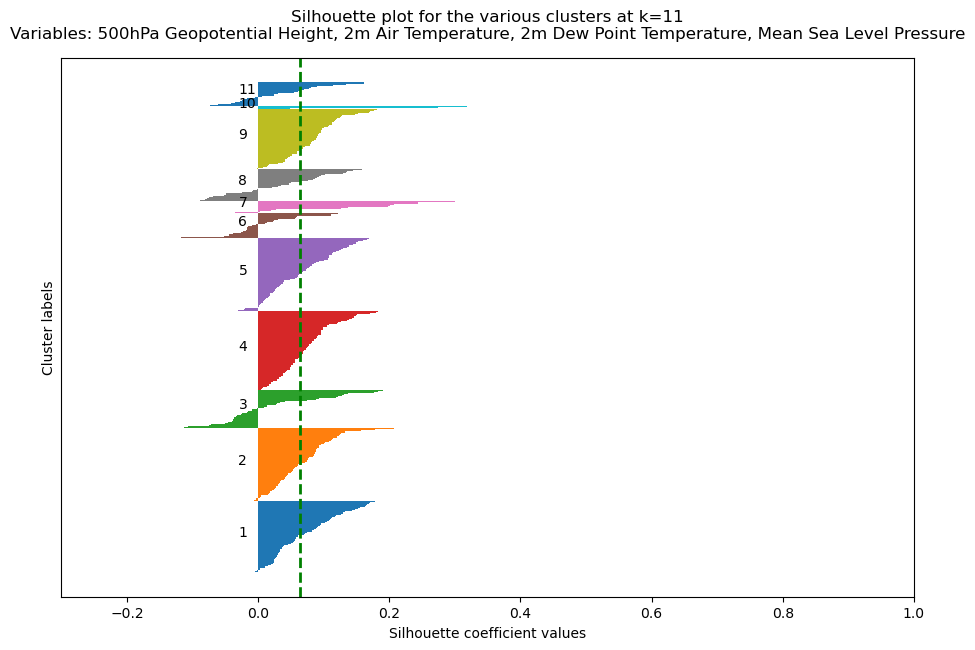 Silhouette plot for the various clusters at k=11
Variables: 500hPa Geopotential Height, 2m Air Temperature, 2m Dew Point Temperature, Mean Sea Level Pressure
Cluster labels
11
10
9
8
7
6
5
4
3
2
1
−0.2 0.0 0.2 0.4 0.6 0.8 1.0
Silhouette coefficient values